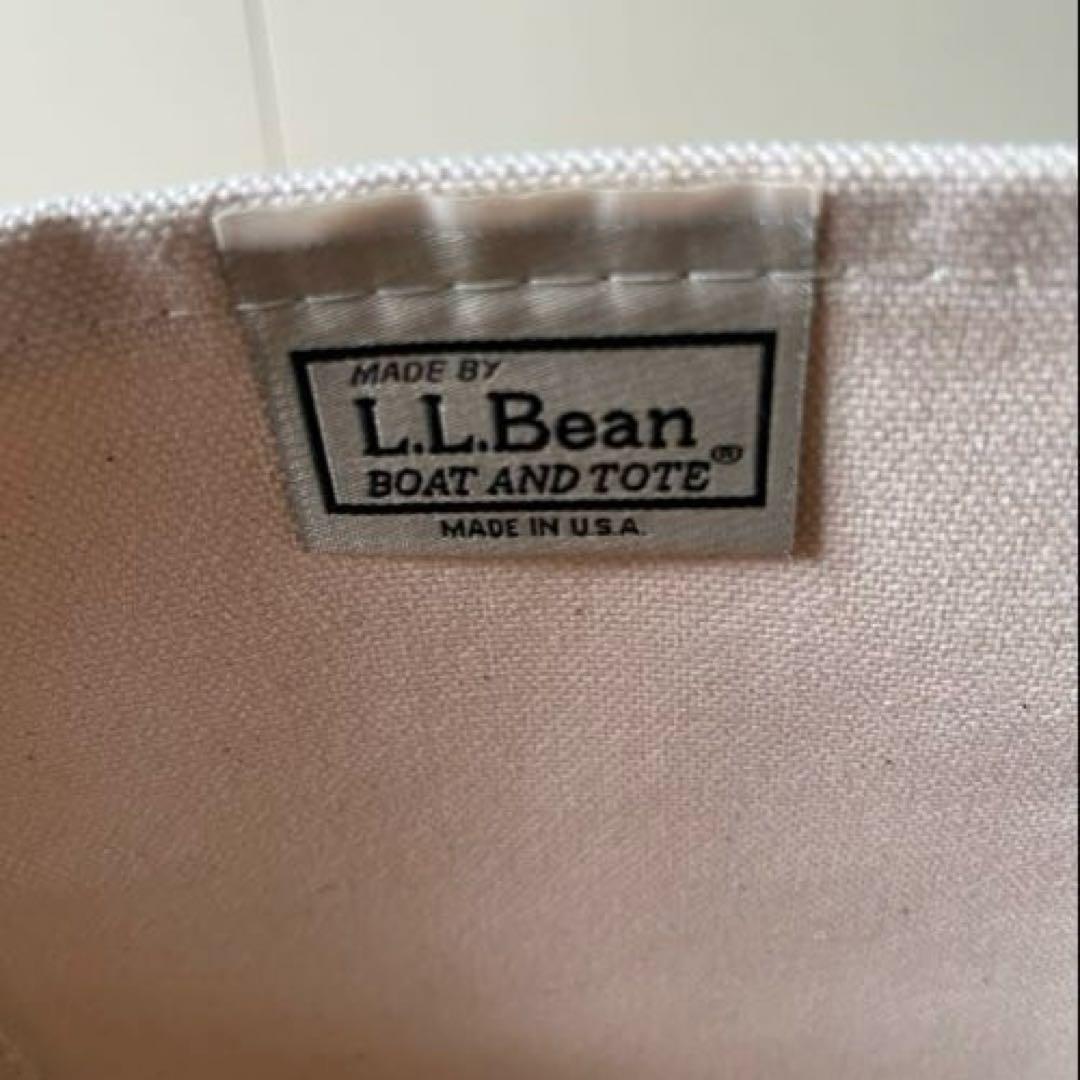 MADE BY
L.L.Bean
BOAT AND TOTE®
MADE IN U.S.A.